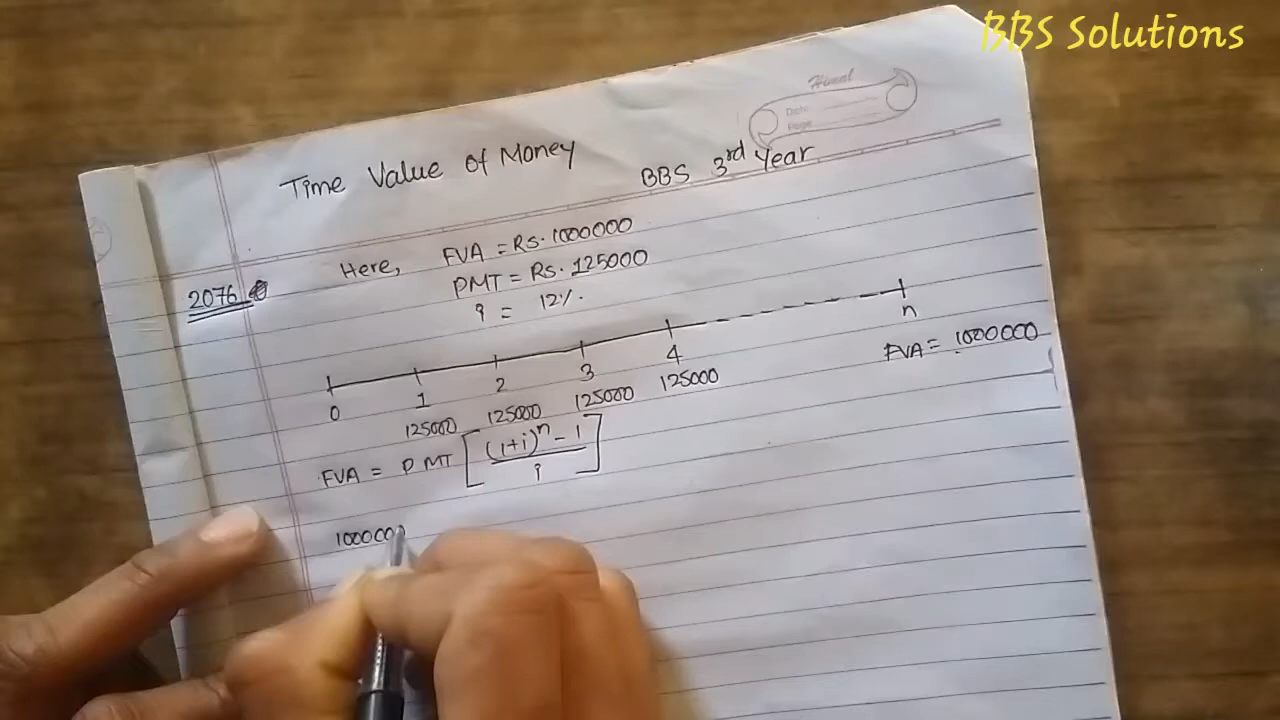 BBS Solutions
Himal
Date
Page
Time Value of Money
BBS 3rd Year
2076
Here, FVA = Rs. 1000000
PMT = Rs. 125000
i = 12%.
0 1 2 3 4 n
125000 125000 125000 125000 FVA = 1000000
FVA = PMT [(1+i)^n - 1 / i]
1000000